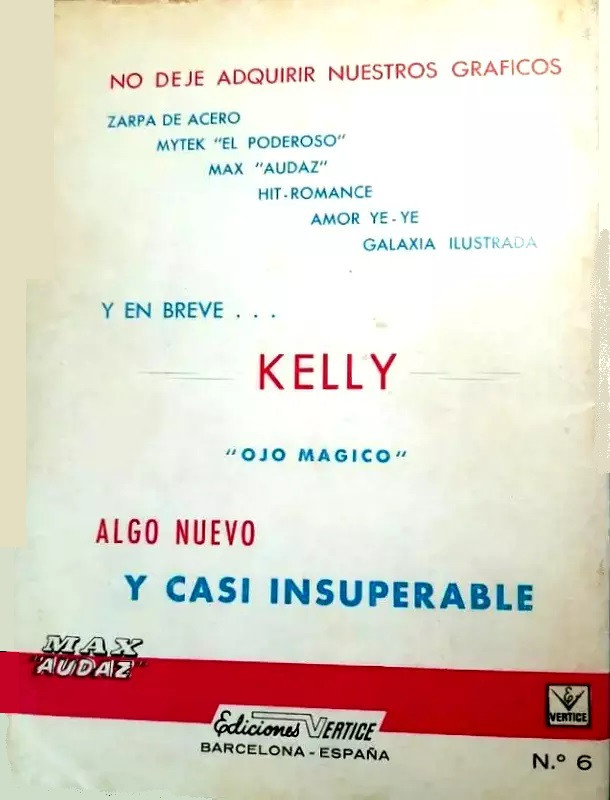 NO DEJE ADQUIRIR NUESTROS GRAFICOS
ZARPA DE ACERO
MYTEK "EL PODEROSO"
MAX "AUDAZ"
HIT-ROMANCE
AMOR YE-YE
GALAXIA ILUSTRADA
Y EN BREVE . . .
KELLY
"OJO MAGICO"
ALGO NUEVO
Y CASI INSUPERABLE
MAX
"AUDAZ"
E
V
VERTICE
Ediciones VERTICE
BARCELONA - ESPAÑA
N.º 6